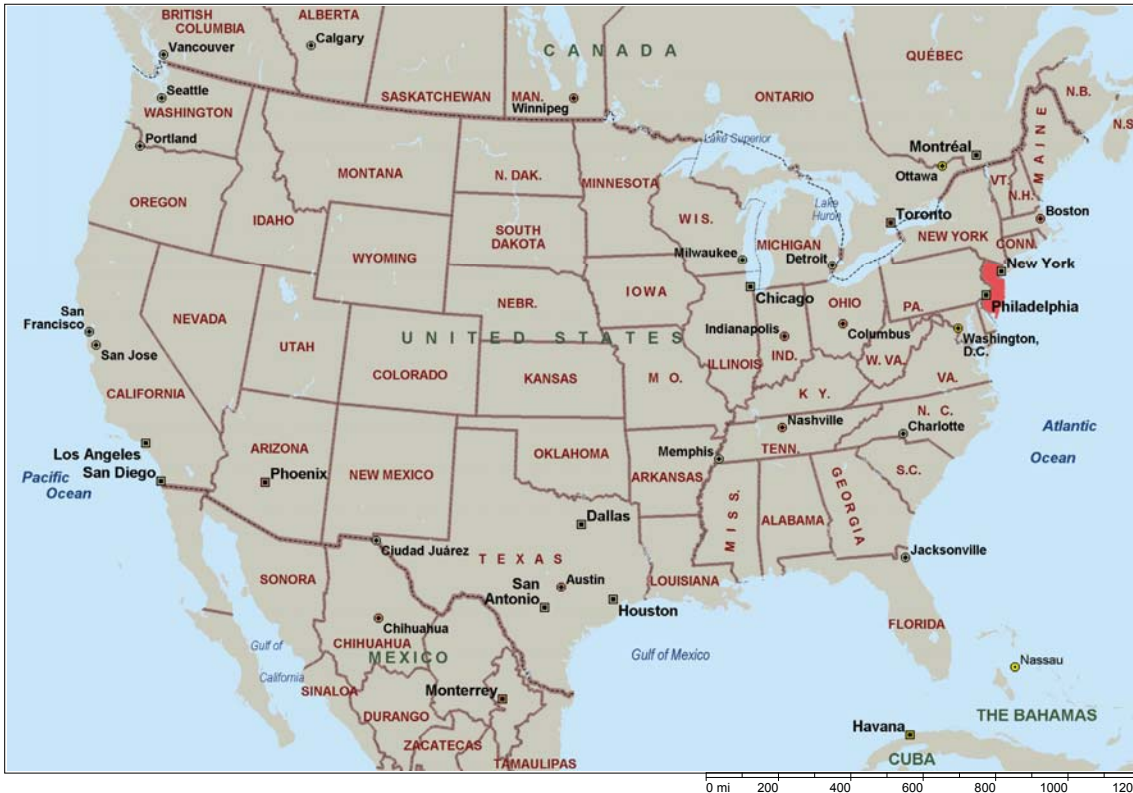 BRITISH
COLUMBIA
ALBERTA
Calgary
Vancouver
CANADA
QUÉBEC
SASKATCHEWAN
MAN.
Winnipeg
ONTARIO
N.B.
N.S
MAINE
Seattle
WASHINGTON
Portland
Lake Superior
Montréal
Ottawa
MONTANA
N. DAK.
MINNESOTA
VT.
N.H.
OREGON
IDAHO
Lake
Huron
Toronto
Boston
WIS.
SOUTH
DAKOTA
MICHIGAN
NEW YORK
CONN.
WYOMING
Milwaukee
Detroit
New York
IOWA
Chicago
NEBR.
OHIO
PA.
Philadelphia
San
Francisco
NEVADA
UNITED STATES
Indianapolis
Columbus
Washington,
D.C.
San Jose
UTAH
COLORADO
KANSAS
MO.
ILLINOIS
IND.
W. VA.
VA.
CALIFORNIA
KY.
N. C.
Nashville
Charlotte
Atlantic
Ocean
Los Angeles
ARIZONA
OKLAHOMA
Memphis
TENN.
San Diego
Pacific
Ocean
Phoenix
NEW MEXICO
ARKANSAS
S.C.
MISS.
ALABAMA
GEORGIA
Dallas
Ciudad Juárez
TEXAS
Jacksonville
SONORA
San
Antonio
Austin
LOUISIANA
Houston
Chihuahua
CHIHUAHUA
FLORIDA
Gulf of
California
MEXICO
Gulf of Mexico
Nassau
SINALOA
Monterrey
DURANGO
THE BAHAMAS
Havana
ZACATECAS
CUBA
TAMAULIPAS
0 mi 200 400 600 800 1000 120